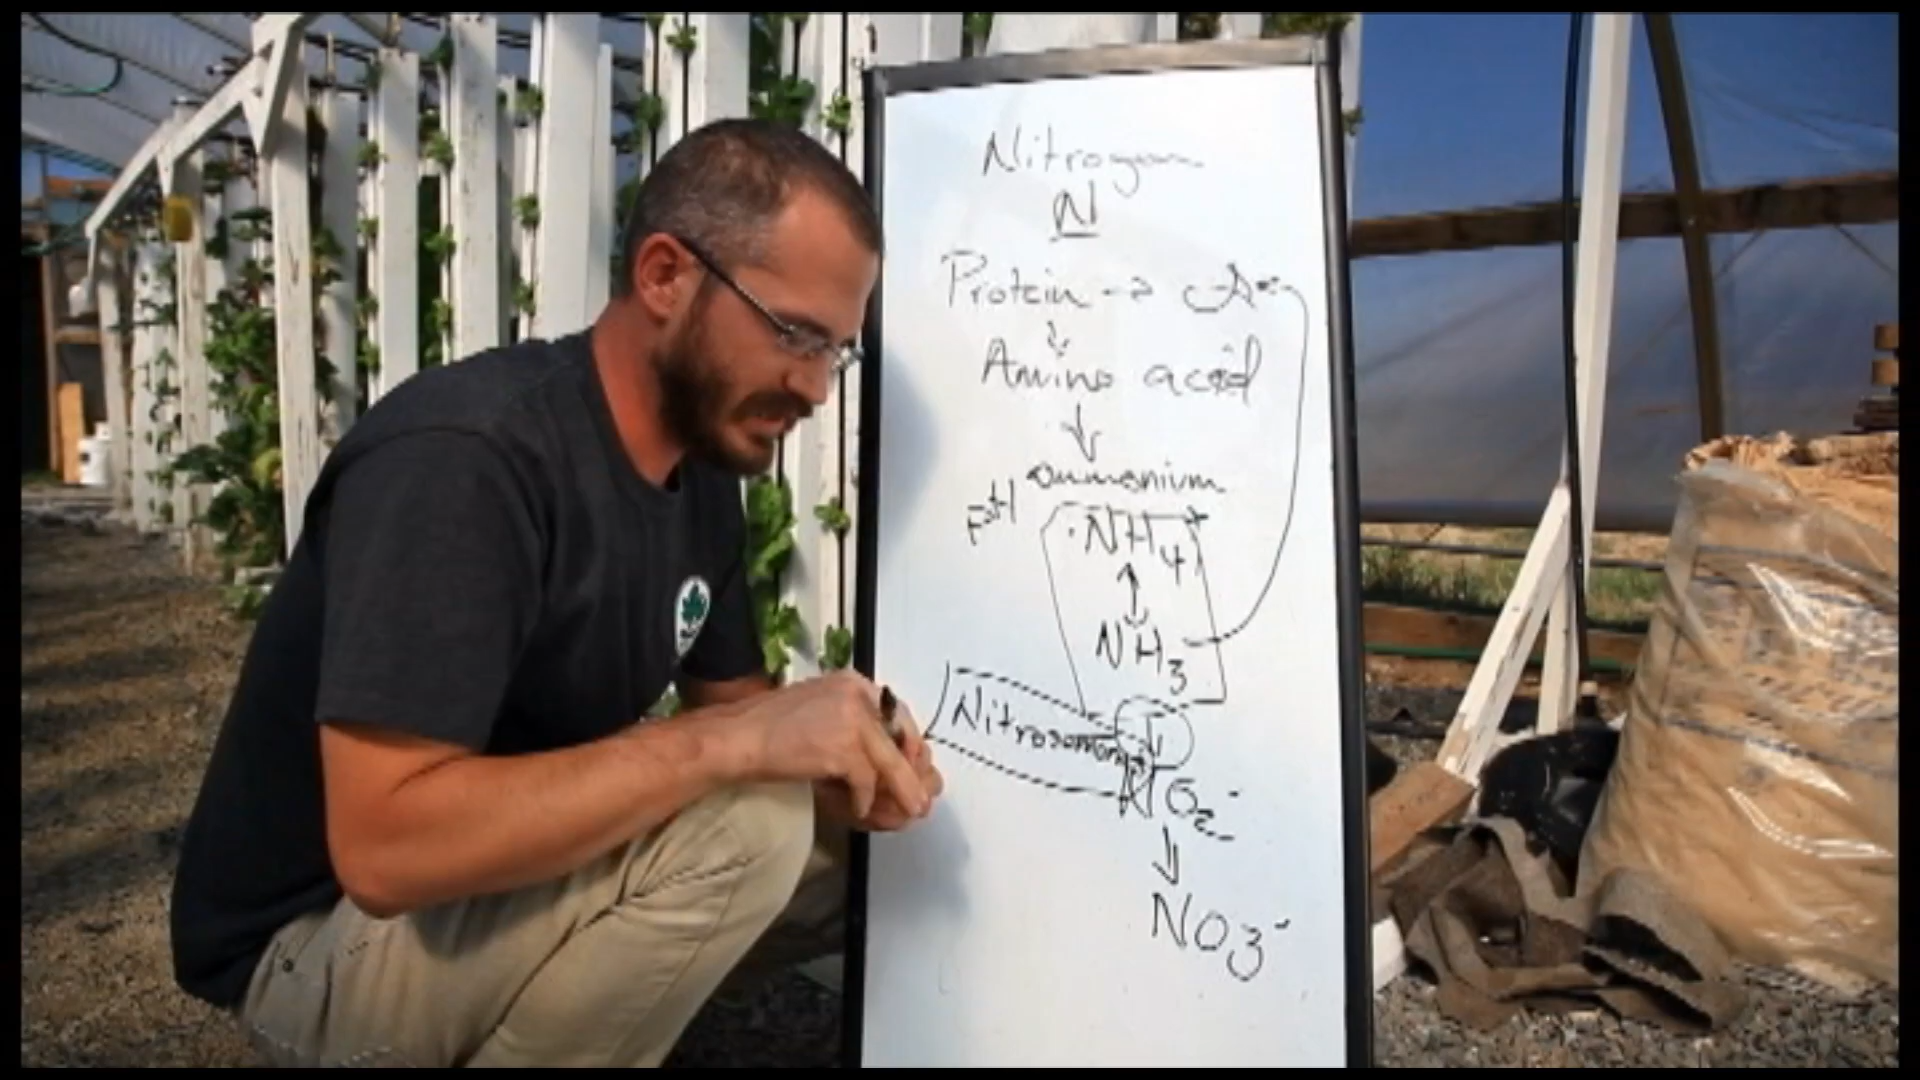 Nitrogen
N
Protein →
↓
Amino acid
↓
ammonium
NH4+
↕
NH3
Nitrosomonas ↓
NO2-
↓
NO3-